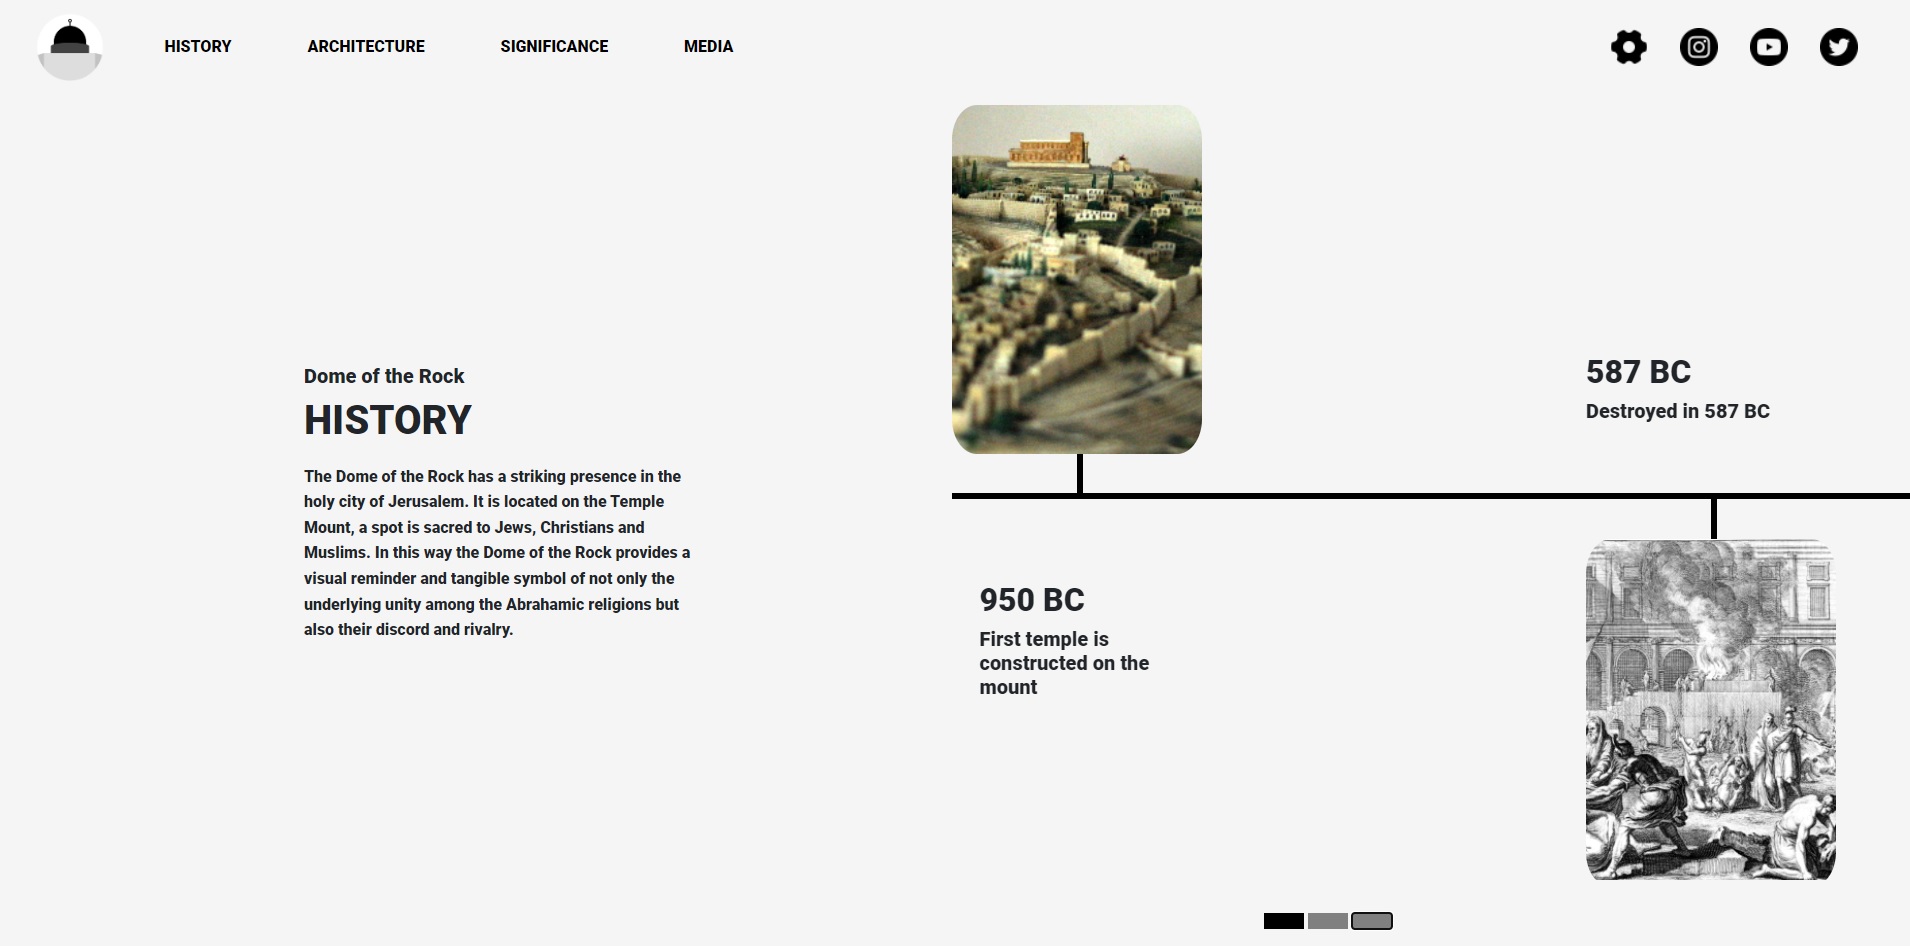 HISTORY
ARCHITECTURE
SIGNIFICANCE
MEDIA
Dome of the Rock
HISTORY
The Dome of the Rock has a striking presence in the
holy city of Jerusalem. It is located on the Temple
Mount, a spot is sacred to Jews, Christians and
Muslims. In this way the Dome of the Rock provides a
visual reminder and tangible symbol of not only the
underlying unity among the Abrahamic religions but
also their discord and rivalry.
950 BC
First temple is
constructed on the
mount
587 BC
Destroyed in 587 BC